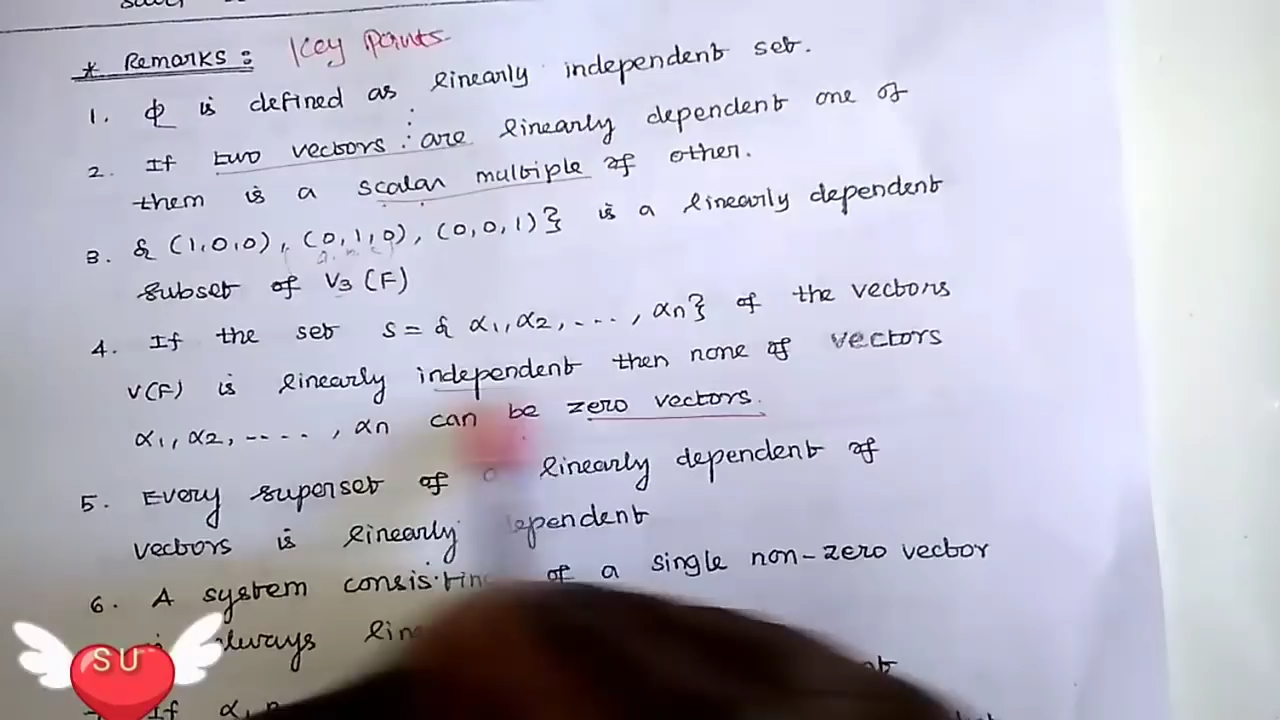 * Remarks : Key Points
1. ф is defined as linearly independent set.
2. If two vectors are linearly dependent one of
them is a scalar multiple of other.
3. { (1,0,0), (0,1,0), (0,0,1) } is a linearly dependent
subset of V3 (F)
4. If the set S = { α1, α2, ..., αn } of the vectors
V(F) is linearly independent then none of vectors
α1, α2, ....., αn can be zero vectors.
5. Every superset of a linearly dependent of
vectors is linearly dependent
6. A system consisting of a single non-zero vector
always
If α,
SU